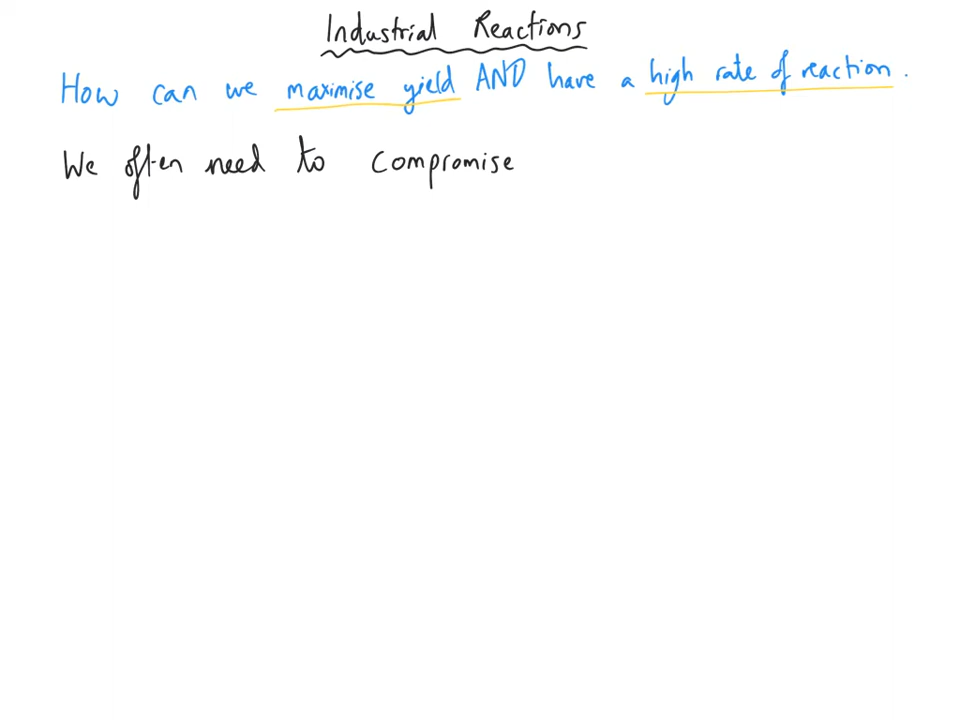 Industrial Reactions
How can we maximise yield AND have a high rate of reaction.
We often need to compromise